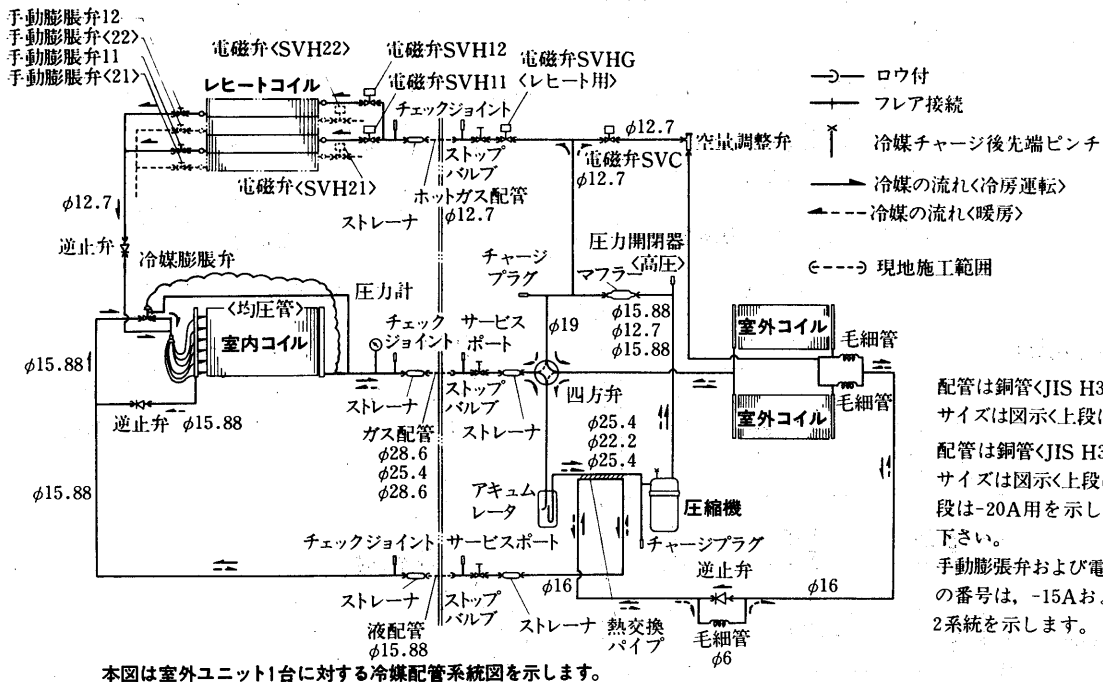 手動膨脹弁12
手動膨脹弁<22>
手動膨脹弁11
手動膨脹弁<21>
電磁弁<SVH22>
レヒートコイル
電磁弁SVH12
電磁弁SVH11
チェックジョイント
電磁弁SVHG
<レヒート用>
ストップ
バルブ
ホットガス配管
φ12.7
電磁弁<SVH21>
ストレーナ
φ12.7
電磁弁SVC
φ12.7
空量調整弁
ロウ付
フレア接続
冷媒チャージ後先端ピンチ
冷媒の流れ<冷房運転>
冷媒の流れ<暖房>
現地施工範囲
φ12.7
逆止弁
冷媒膨脹弁
<均圧管>
室内コイル
圧力計
チェック
ジョイント
サービス
ポート
チャージ
プラグ
圧力開閉器
<高圧>
マフラー
φ15.88
φ12.7
φ15.88
φ19
室外コイル
毛細管
毛細管
室外コイル
φ15.88
逆止弁
φ15.88
ストレーナ
ガス配管
φ28.6
φ25.4
φ28.6
ストップ
バルブ
ストレーナ
四方弁
φ25.4
φ22.2
φ25.4
アキュム
レータ
圧縮機
チャージプラグ
φ15.88
チェックジョイント
サービスポート
φ16
逆止弁
φ16
ストレーナ
液配管
φ15.88
ストップ
バルブ
ストレーナ
熱交換
パイプ
毛細管
φ6
配管は銅管<JIS H3
サイズは図示<上段は
配管は銅管<JIS H3
サイズは図示<上段
段は-20A用を示し
下さい。
手動膨張弁および電
の番号は，-15Aお
2系統を示します。
本図は室外ユニット1台に対する冷媒配管系統図を示します。